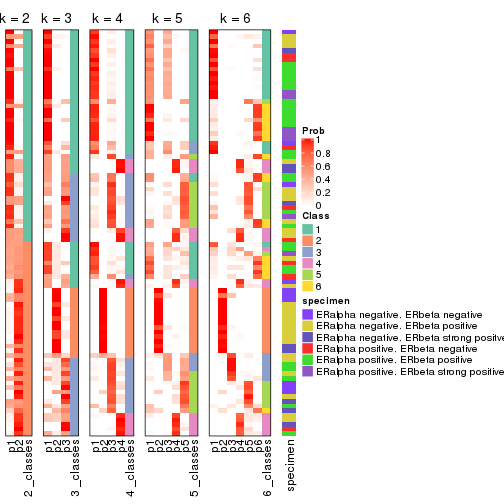 k = 2 k = 3 k = 4 k = 5 k = 6
Prob
1
0.8
0.6
0.4
0.2
0
Class
1
2
3
4
5
6
specimen
ERalpha negative. ERbeta negative
ERalpha negative. ERbeta positive
ERalpha negative. ERbeta strong positive
ERalpha positive. ERbeta negative
ERalpha positive. ERbeta positive
ERalpha positive. ERbeta strong positive
p1 p2 2_classes p1 p2 p3 3_classes p1 p2 p3 p4 4_classes p1 p2 p3 p4 p5 5_classes p1 p2 p3 p4 p5 p6 6_classes specimen